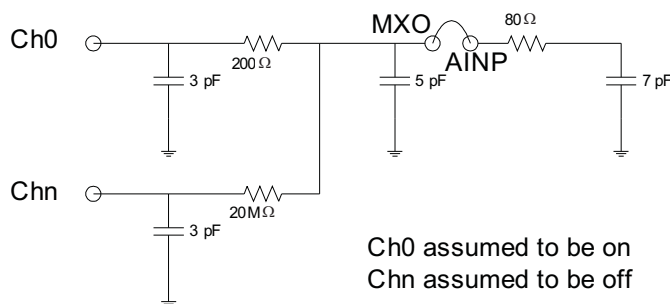 Ch0
3 pF
200Ω
MXO
5 pF
AINP
80Ω
7 pF
Chn
3 pF
20MΩ
Ch0 assumed to be on
Chn assumed to be off